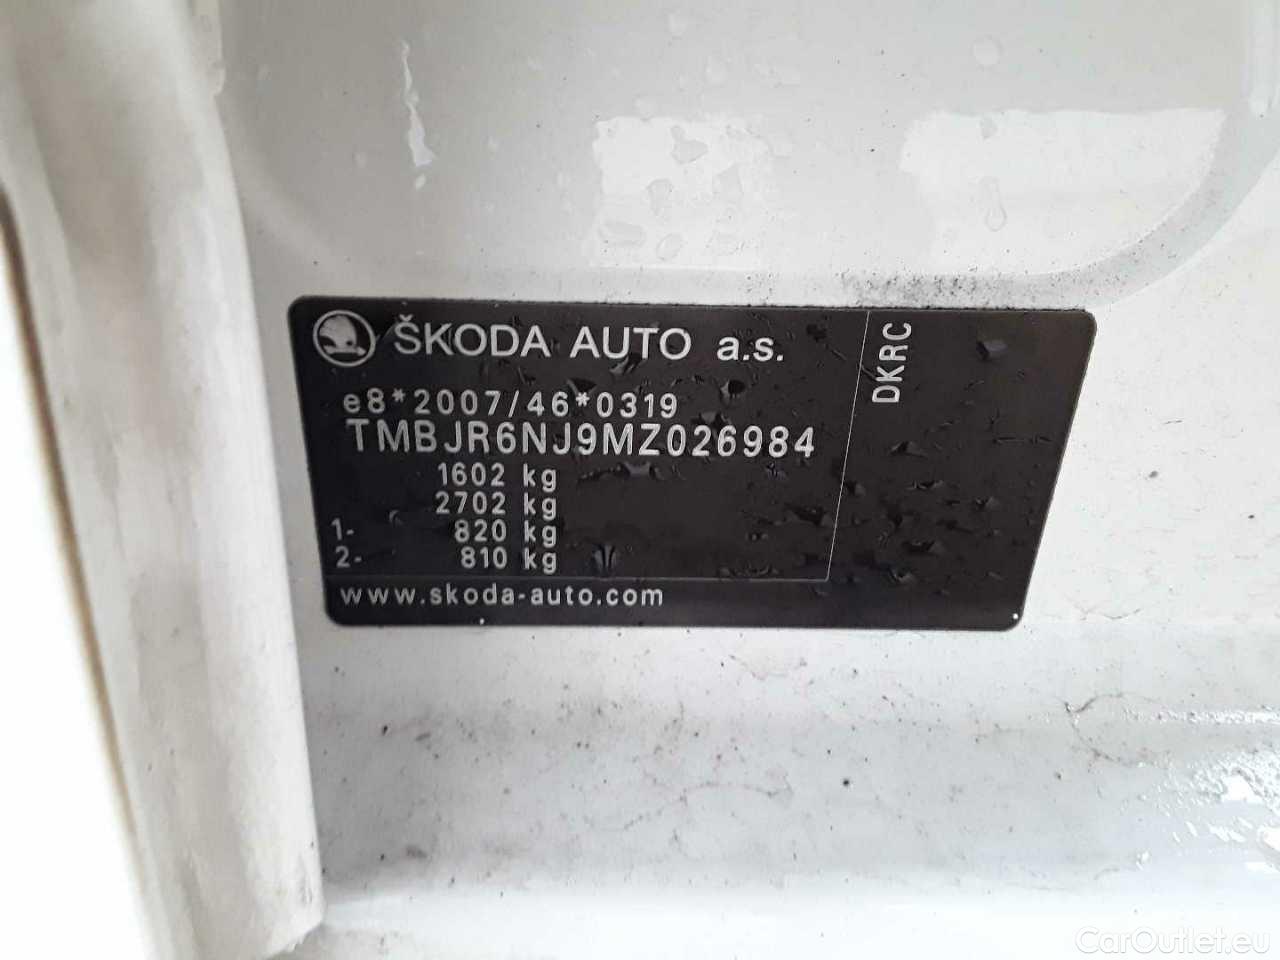 ŠKODA AUTO a.s.
e8*2007/46*0319
TMBJR6NJ9MZ026984
1602 kg
2702 kg
1- 820 kg
2- 810 kg
www.skoda-auto.com
DKRC
CarOutlet.eu